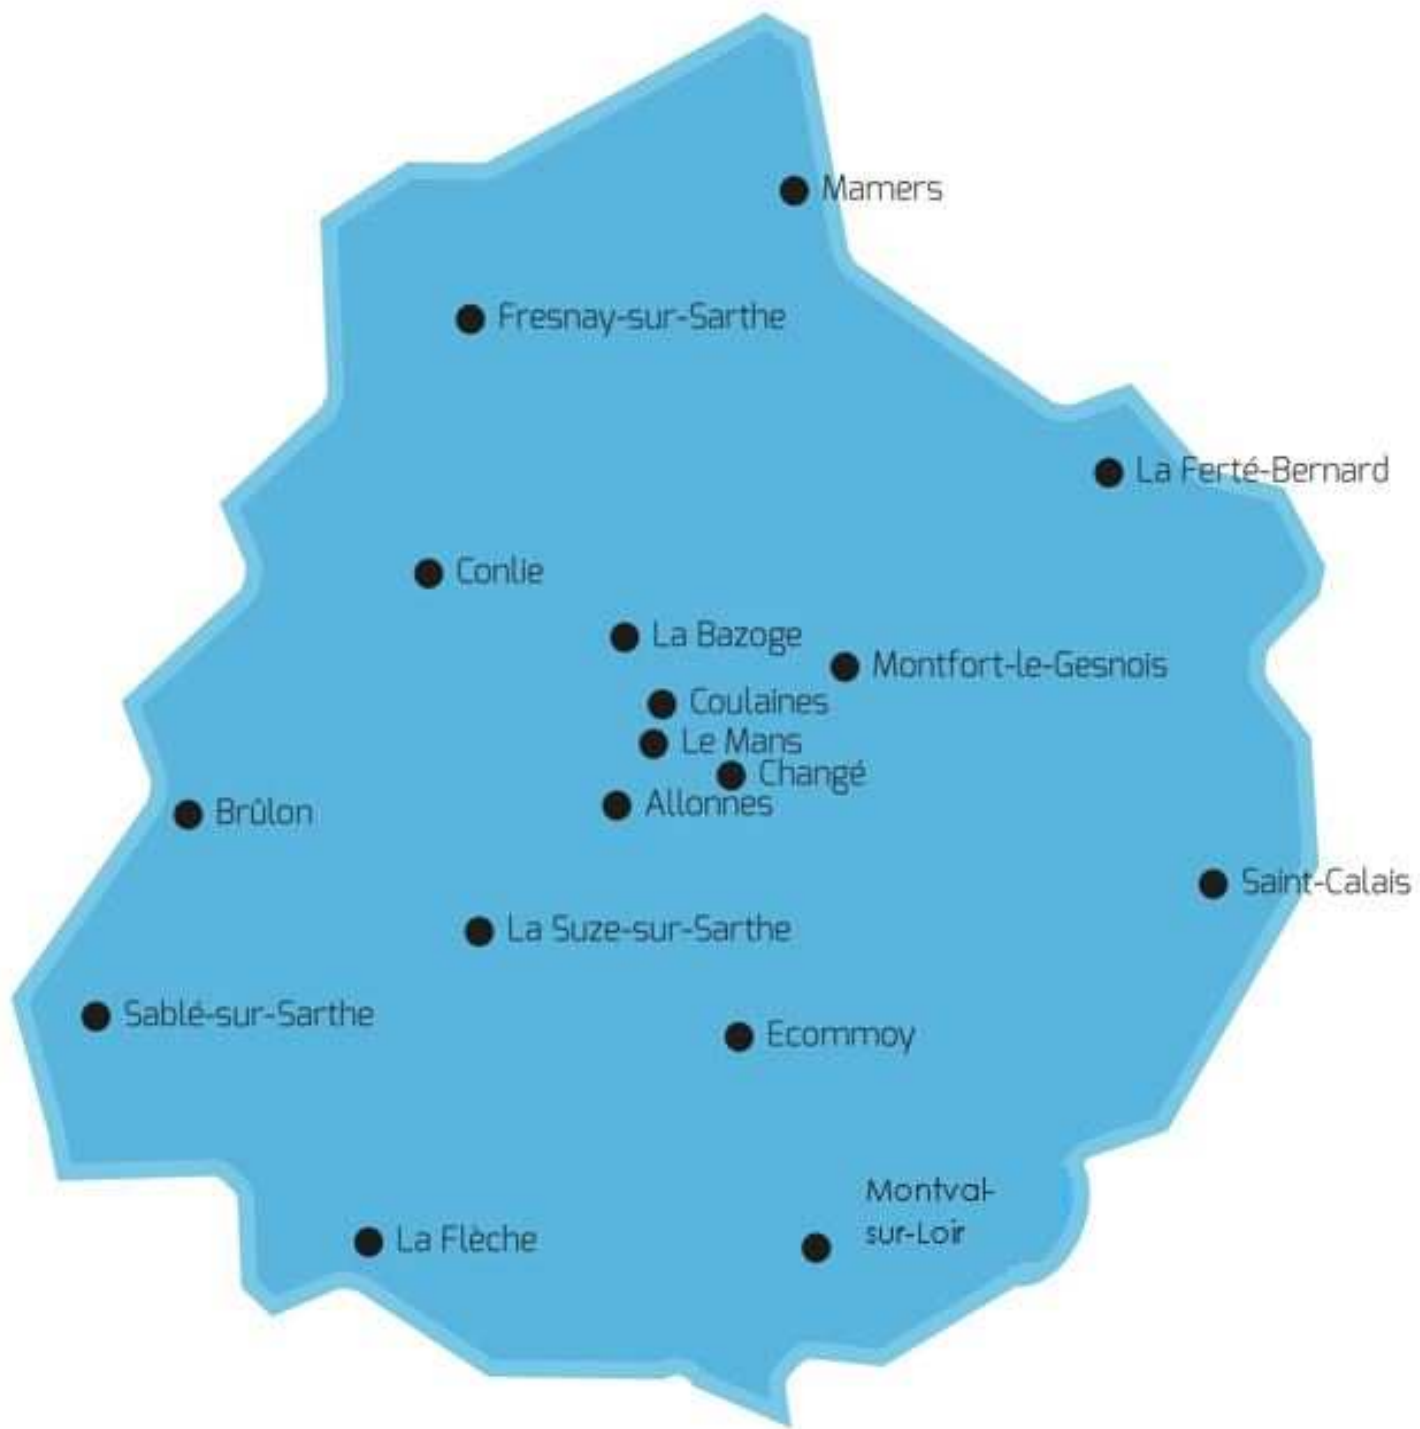 Mamers
Fresnay-sur-Sarthe
La Ferté-Bernard
Conlie
La Bazoge
Montfort-le-Gesnois
Coulaines
Le Mans
Changé
Allonnes
Brûlon
Saint-Calais
La Suze-sur-Sarthe
Sablé-sur-Sarthe
Ecommoy
Montval-
sur-Loir
La Flèche